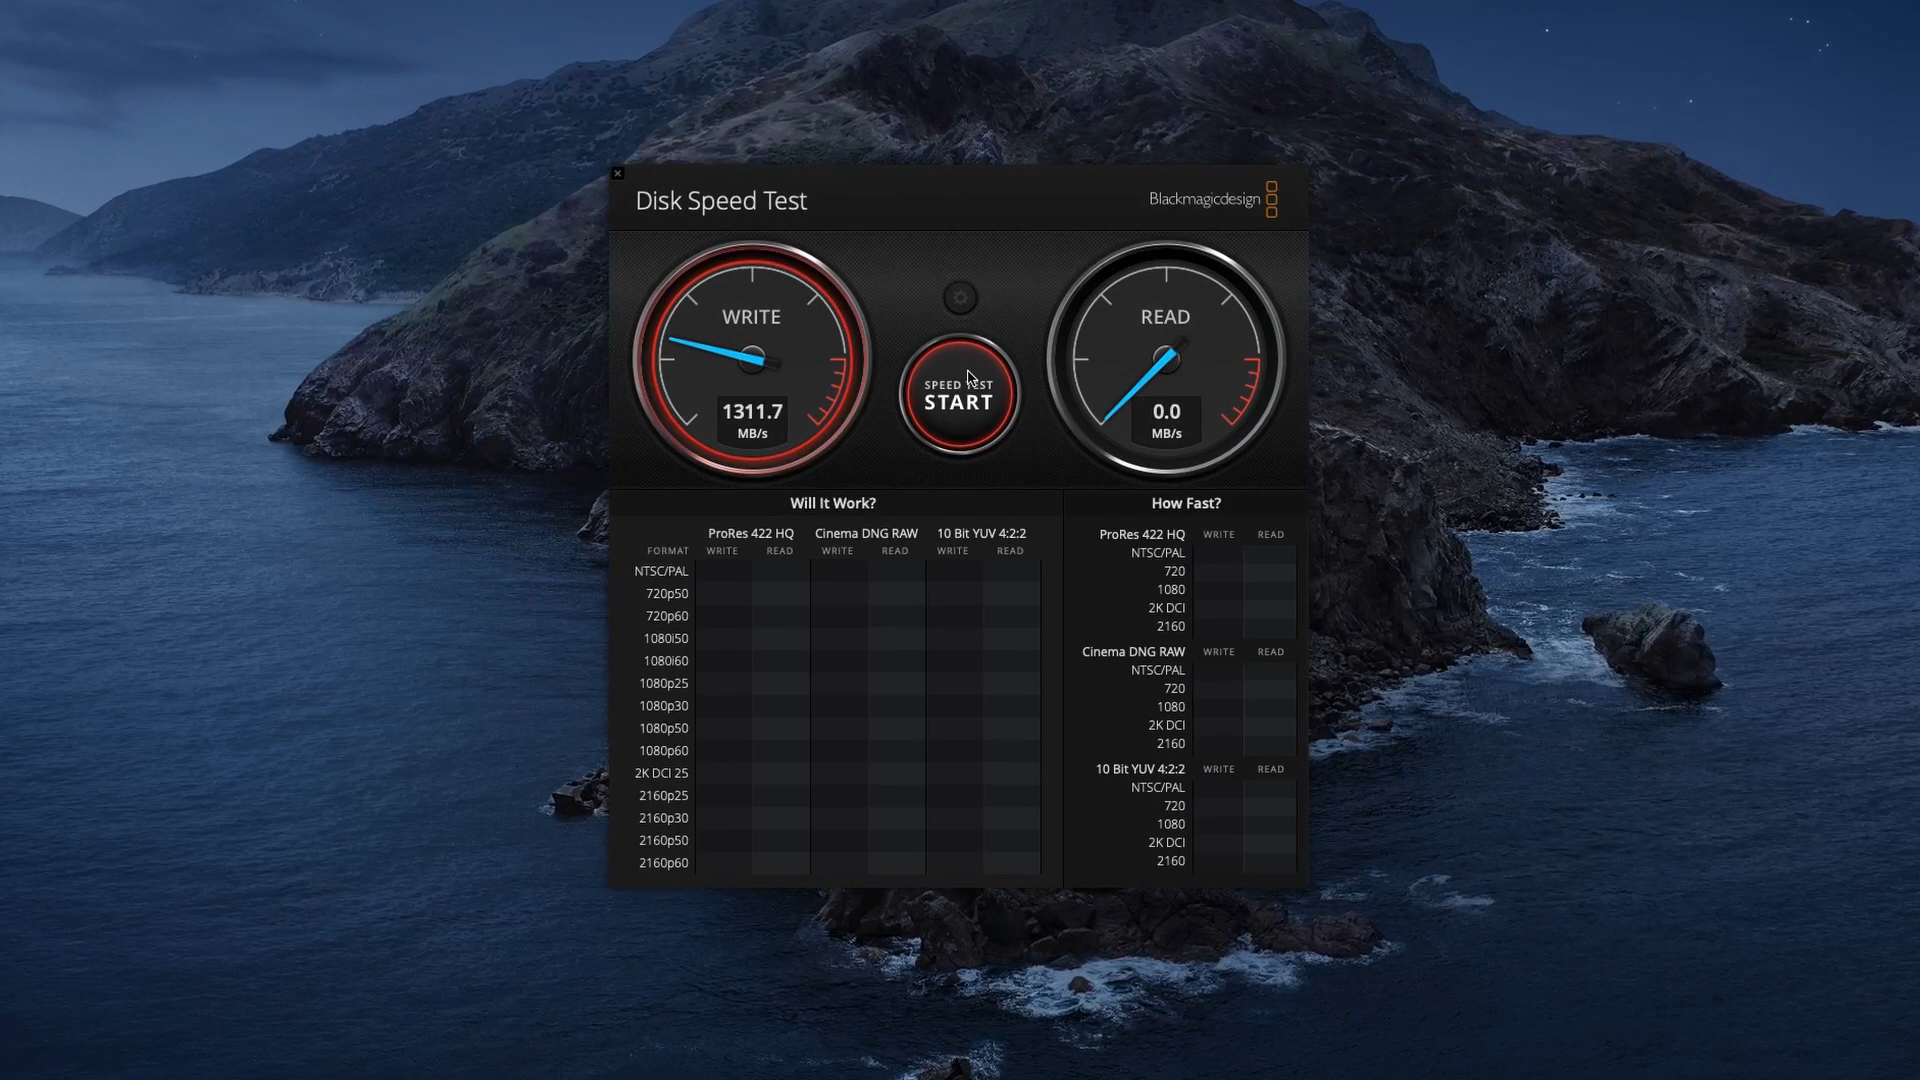 Disk Speed Test
Blackmagicdesign
WRITE
1311.7
MB/s
SPEED TEST
START
READ
0.0
MB/s
Will It Work?
ProRes 422 HQ Cinema DNG RAW 10 Bit YUV 4:2:2
FORMAT WRITE READ WRITE READ WRITE READ
NTSC/PAL
720p50
720p60
1080i50
1080i60
1080p25
1080p30
1080p50
1080p60
2K DCI 25
2160p25
2160p30
2160p50
2160p60
How Fast?
ProRes 422 HQ WRITE READ
NTSC/PAL
720
1080
2K DCI
2160
Cinema DNG RAW WRITE READ
NTSC/PAL
720
1080
2K DCI
2160
10 Bit YUV 4:2:2 WRITE READ
NTSC/PAL
720
1080
2K DCI
2160